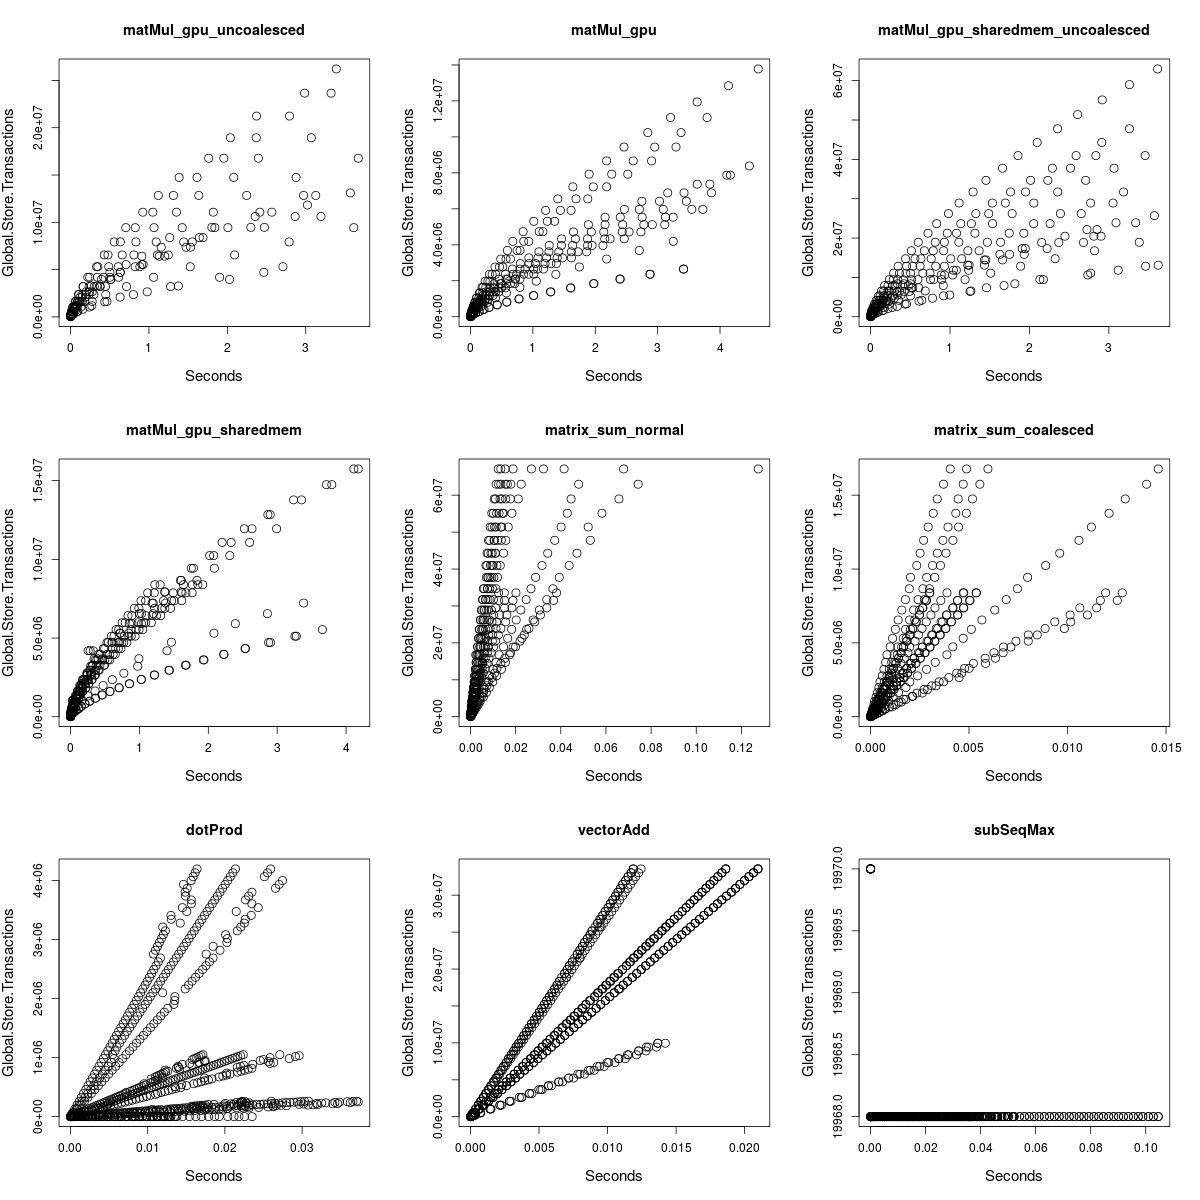 matMul_gpu_uncoalesced
Global.Store.Transactions
0.0e+00 1.0e+07 2.0e+07
0 1 2 3
Seconds
matMul_gpu
Global.Store.Transactions
0.0e+00 4.0e+06 8.0e+06 1.2e+07
0 1 2 3 4
Seconds
matMul_gpu_sharedmem_uncoalesced
Global.Store.Transactions
0e+00 2e+07 4e+07 6e+07
0 1 2 3
Seconds
matMul_gpu_sharedmem
Global.Store.Transactions
0.0e+00 5.0e+06 1.0e+07 1.5e+07
0 1 2 3 4
Seconds
matrix_sum_normal
Global.Store.Transactions
0e+00 2e+07 4e+07 6e+07
0.00 0.02 0.04 0.06 0.08 0.10 0.12
Seconds
matrix_sum_coalesced
Global.Store.Transactions
0.0e+00 5.0e+06 1.0e+07 1.5e+07
0.000 0.005 0.010 0.015
Seconds
dotProd
Global.Store.Transactions
0e+00 1e+06 2e+06 3e+06 4e+06
0.00 0.01 0.02 0.03
Seconds
vectorAdd
Global.Store.Transactions
0.0e+00 1.0e+07 2.0e+07 3.0e+07
0.000 0.005 0.010 0.015 0.020
Seconds
subSeqMax
Global.Store.Transactions
19968.0 19968.5 19969.0 19969.5 19970.0
0.00 0.02 0.04 0.06 0.08 0.10
Seconds